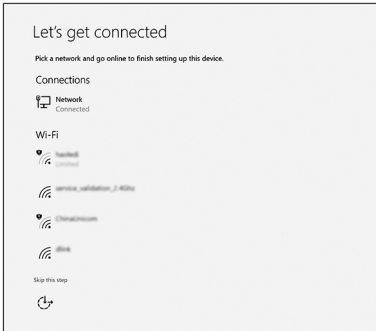 Let's get connected
Pick a network and go online to finish setting up this device.
Connections
Network
Connected
Wi-Fi
Limited
service_validation_2.4Ghz
ChinaUnicom
dlink
Skip this step